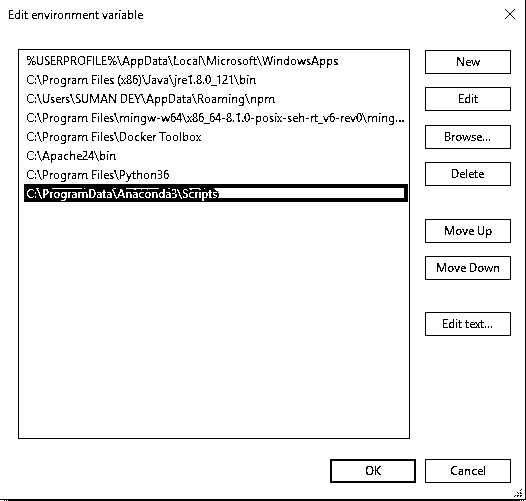 Edit environment variable
%USERPROFILE%\AppData\Local\Microsoft\WindowsApps
C:\Program Files (x86)\Java\jre1.8.0_121\bin
C:\Users\SUMAN DEY\AppData\Roaming\npm
C:\Program Files\mingw-w64\x86_64-8.1.0-posix-seh-rt_v6-rev0\ming...
C:\Program Files\Docker Toolbox
C:\Apache24\bin
C:\Program Files\Python36
C:\ProgramData\Anaconda3\Scripts
New
Edit
Browse...
Delete
Move Up
Move Down
Edit text...
OK
Cancel